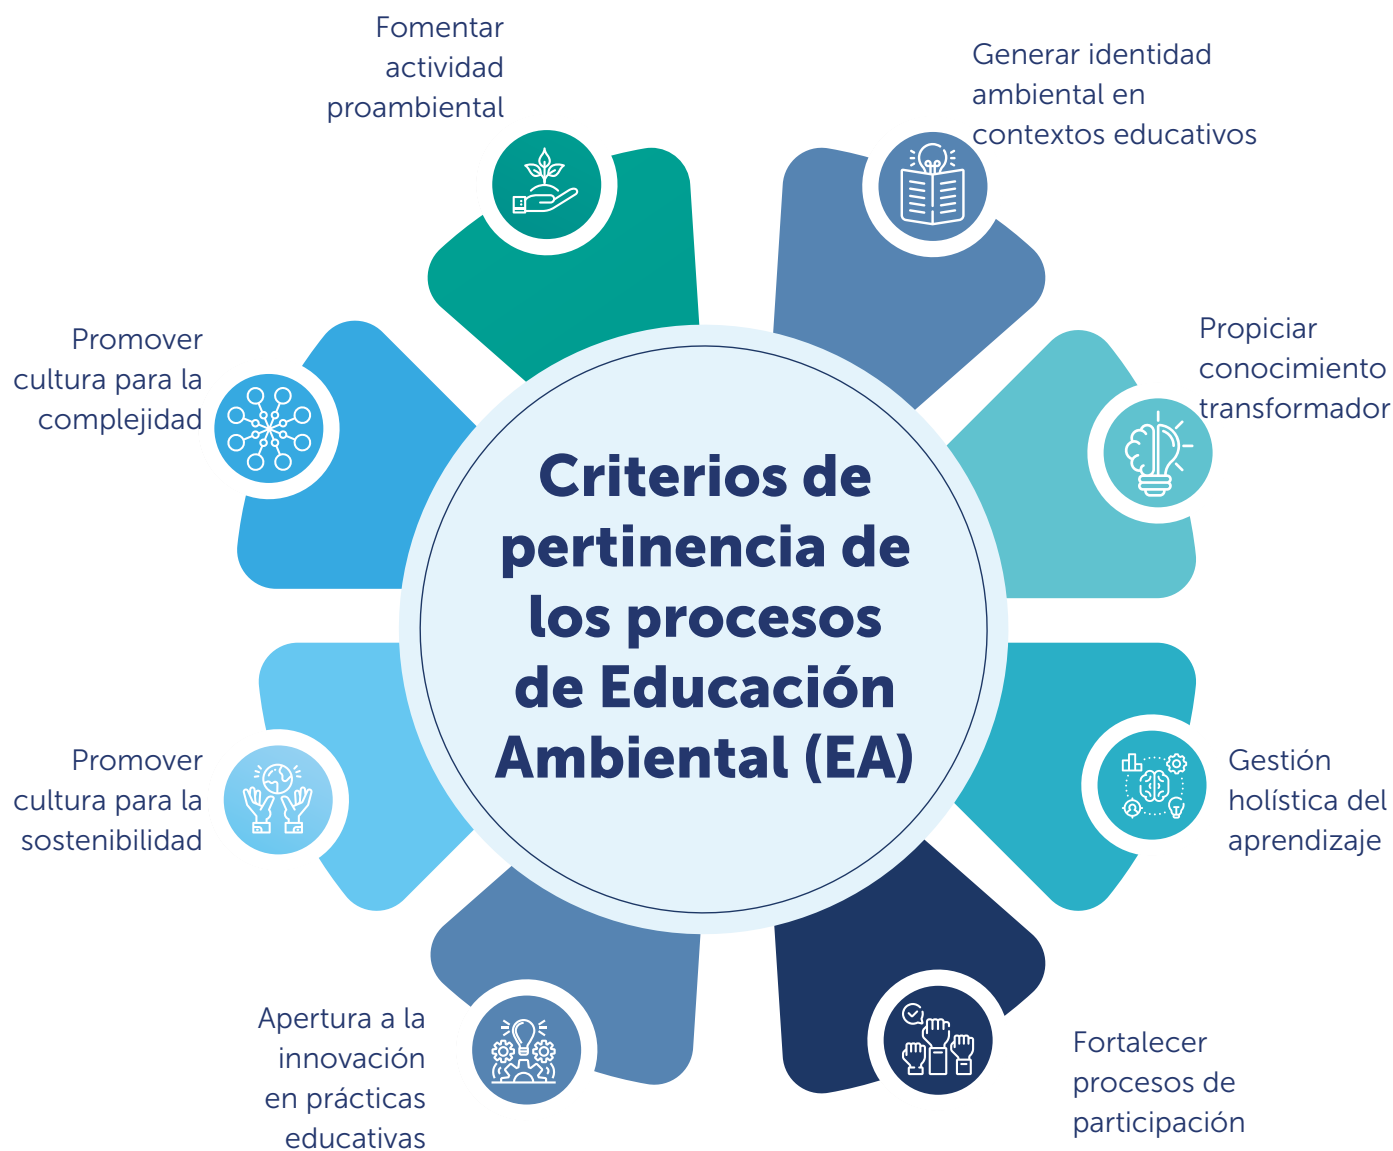 Fomentar
actividad
proambiental
Generar identidad
ambiental en
contextos educativos
Propiciar
conocimiento
transformador
Gestión
holística del
aprendizaje
Fortalecer
procesos de
participación
Apertura a la
innovación
en prácticas
educativas
Promover
cultura para la
sostenibilidad
Promover
cultura para la
complejidad
Criterios de
pertinencia de
los procesos
de Educación
Ambiental (EA)